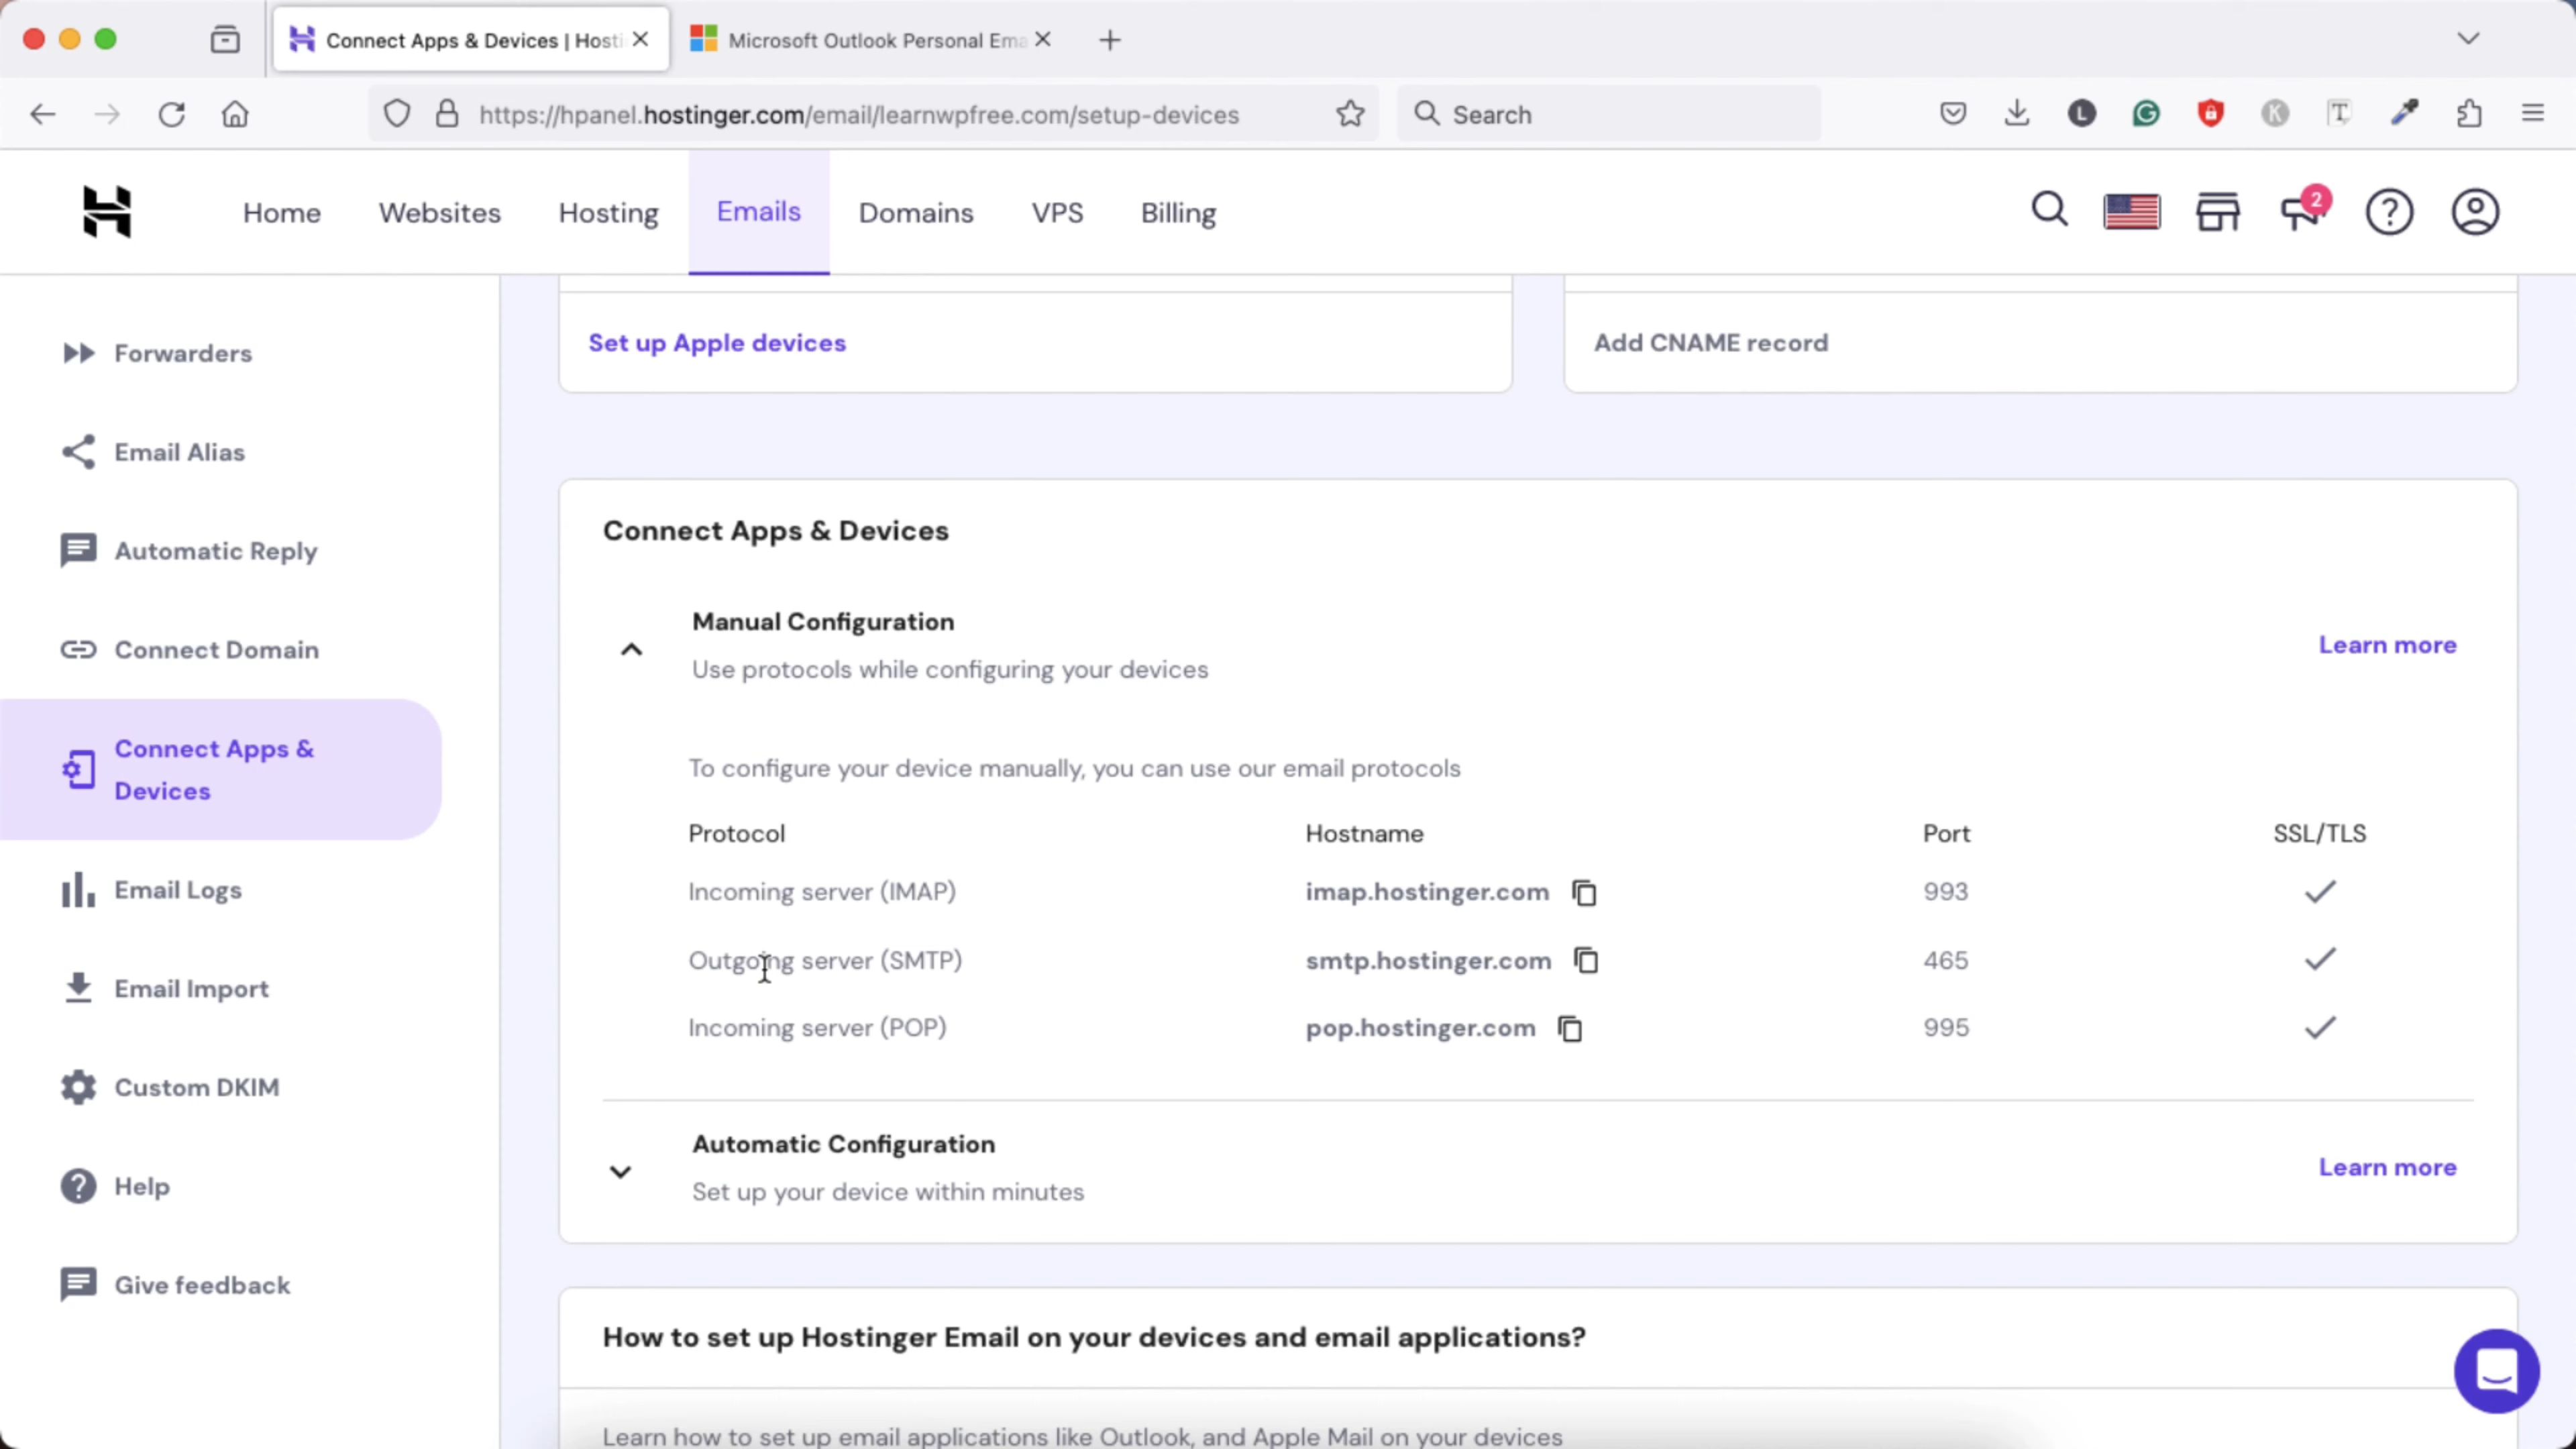 Connect Apps & Devices | Hosti
Microsoft Outlook Personal Ema
https://hpanel.hostinger.com/email/learnwpfree.com/setup-devices
Search
L
G
K
T
Home
Websites
Hosting
Emails
Domains
VPS
Billing
2
Forwarders
Email Alias
Automatic Reply
Connect Domain
Connect Apps &
Devices
Email Logs
Email Import
Custom DKIM
Help
Give feedback
Set up Apple devices
Add CNAME record
Connect Apps & Devices
Manual Configuration
Use protocols while configuring your devices
Learn more
To configure your device manually, you can use our email protocols
Protocol Hostname Port SSL/TLS
Incoming server (IMAP) imap.hostinger.com 993
Outgoing server (SMTP) smtp.hostinger.com 465
Incoming server (POP) pop.hostinger.com 995
Automatic Configuration
Set up your device within minutes
Learn more
How to set up Hostinger Email on your devices and email applications?
Learn how to set up email applications like Outlook, and Apple Mail on your devices